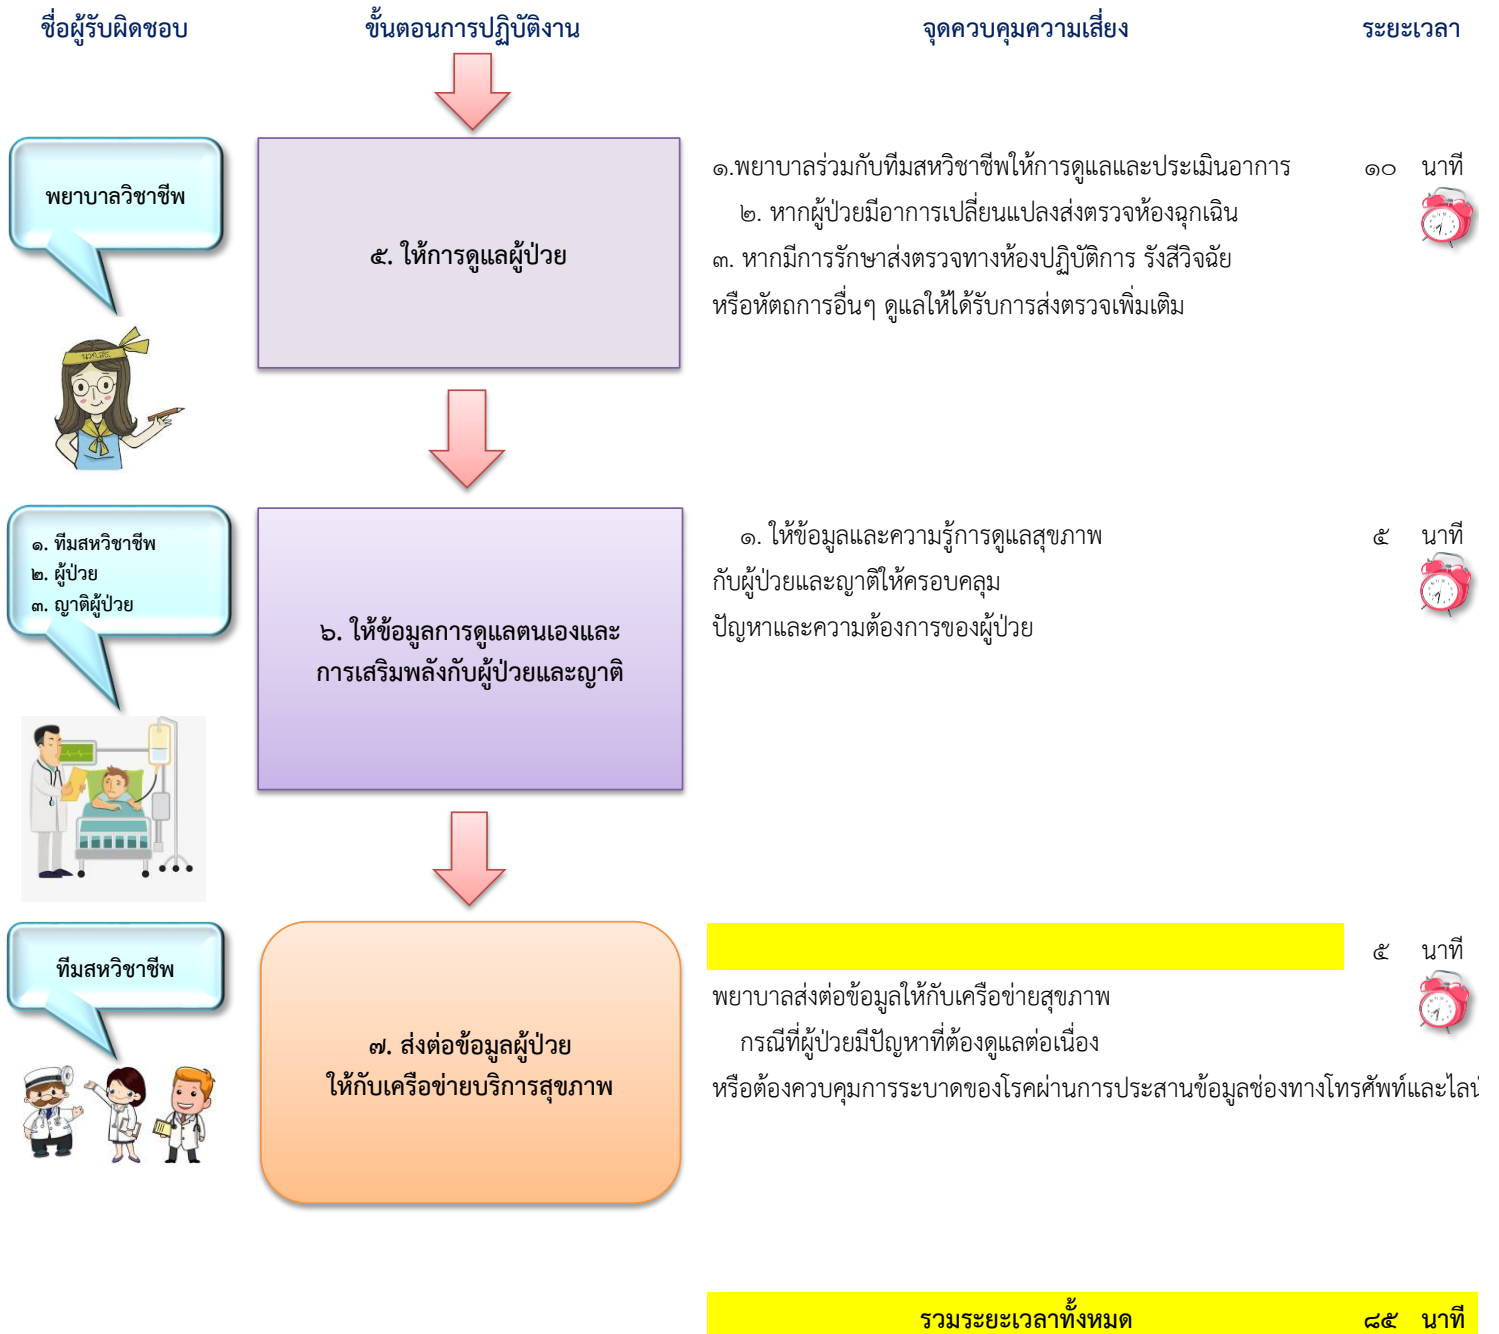 ชื่อผู้รับผิดชอบ ขั้นตอนการปฏิบัติงาน จุดควบคุมความเสี่ยง ระยะเวลา
พยาบาลวิชาชีพ
๕. ให้การดูแลผู้ป่วย
๑.พยาบาลร่วมกับทีมสหวิชาชีพให้การดูแลและประเมินอาการ ๑๐ นาที
๒. หากผู้ป่วยมีอาการเปลี่ยนแปลงส่งตรวจห้องฉุกเฉิน
๓. หากมีการรักษาส่งตรวจทางห้องปฏิบัติการ รังสีวิจฉัย
หรือหัตถการอื่นๆ ดูแลให้ได้รับการส่งตรวจเพิ่มเติม
๑. ทีมสหวิชาชีพ
๒. ผู้ป่วย
๓. ญาติผู้ป่วย
๖. ให้ข้อมูลการดูแลตนเองและ
การเสริมพลังกับผู้ป่วยและญาติ
๑. ให้ข้อมูลและความรู้การดูแลสุขภาพ ๕ นาที
กับผู้ป่วยและญาติให้ครอบคลุม
ปัญหาและความต้องการของผู้ป่วย
ทีมสหวิชาชีพ
๗. ส่งต่อข้อมูลผู้ป่วย
ให้กับเครือข่ายบริการสุขภาพ
๕ นาที
พยาบาลส่งต่อข้อมูลให้กับเครือข่ายสุขภาพ
กรณีที่ผู้ป่วยมีปัญหาที่ต้องดูแลต่อเนื่อง
หรือต้องควบคุมการระบาดของโรคผ่านการประสานข้อมูลช่องทางโทรศัพท์และไลน์
รวมระยะเวลาทั้งหมด ๘๕ นาที